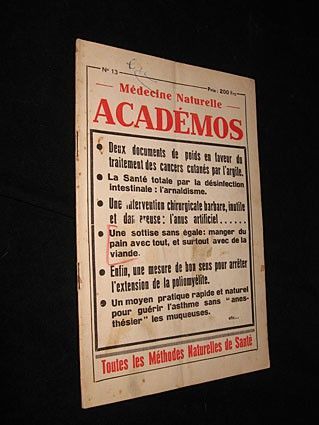 N° 13
Prix : 200 Frs
Médecine Naturelle
ACADÉMOS
Deux documents de poids en faveur du
traitement des cancers cutanés par l'argile.
La Santé totale par la désinfection
intestinale : l'arnaldisme.
Une intervention chirurgicale barbare, inutile
et dangereuse : l'anus artificiel......
Une sottise sans égale : manger du
pain avec tout, et surtout avec de la
viande.
Enfin, une mesure de bon sens pour arrêter
l'extension de la poliomyélite.
Un moyen pratique rapide et naturel
pour guérir l'asthme sans "anes-
thésier" les muqueuses.
etc...
Toutes les Méthodes Naturelles de Santé